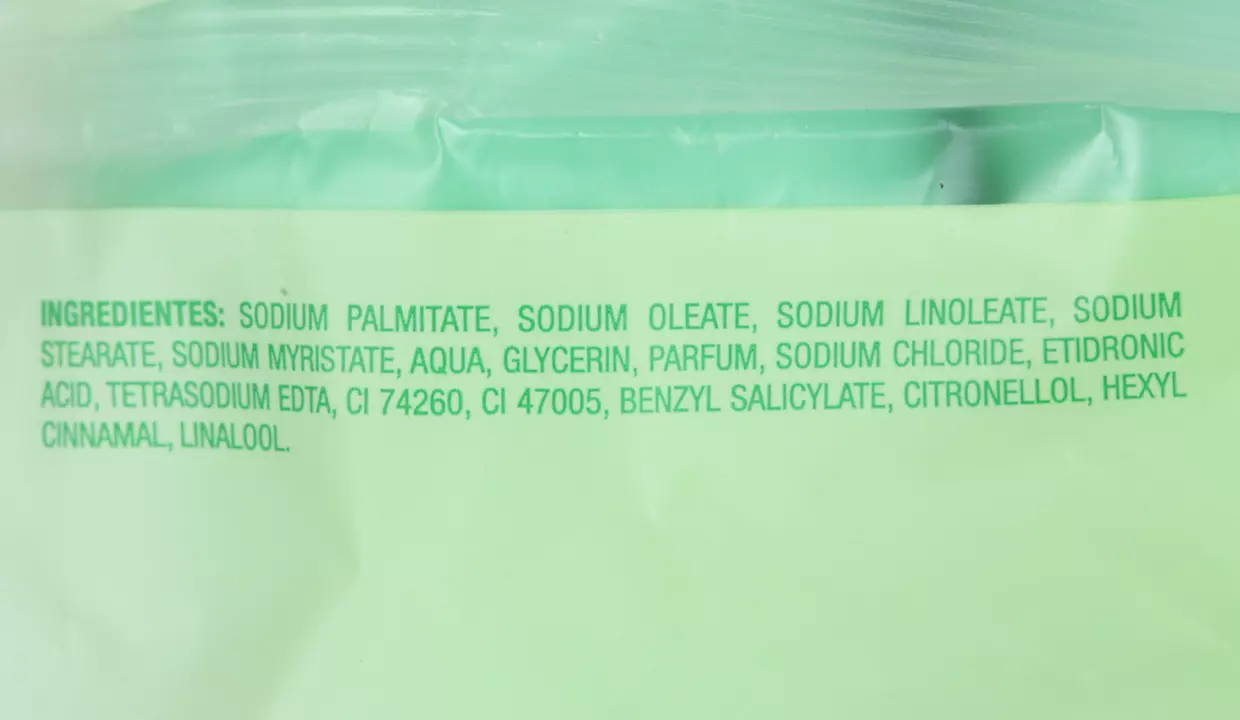 INGREDIENTES: SODIUM PALMITATE, SODIUM OLEATE, SODIUM LINOLEATE, SODIUM
STEARATE, SODIUM MYRISTATE, AQUA, GLYCERIN, PARFUM, SODIUM CHLORIDE, ETIDRONIC
ACID, TETRASODIUM EDTA, CI 74260, CI 47005, BENZYL SALICYLATE, CITRONELLOL, HEXYL
CINNAMAL, LINALOOL.